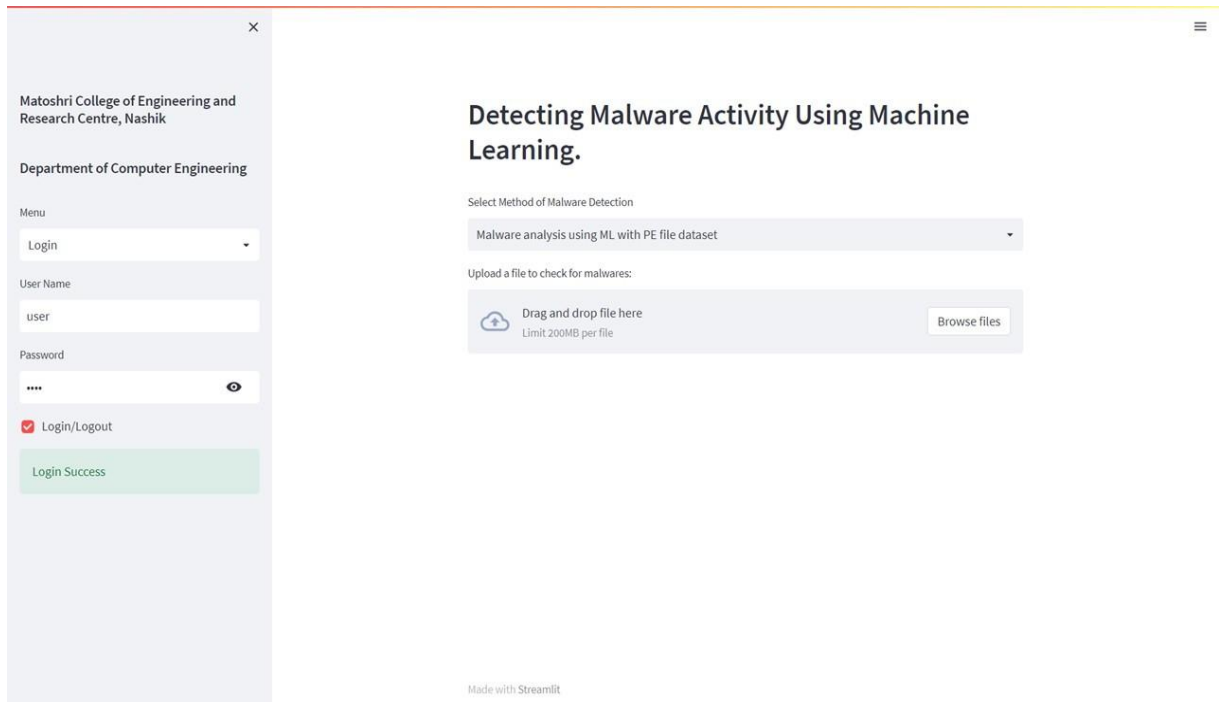 Matoshri College of Engineering and
Research Centre, Nashik
Department of Computer Engineering
Menu
Login
User Name
user
Password
••••
Login/Logout
Login Success
Detecting Malware Activity Using Machine
Learning.
Select Method of Malware Detection
Malware analysis using ML with PE file dataset
Upload a file to check for malwares:
Drag and drop file here
Limit 200MB per file
Browse files
Made with Streamlit